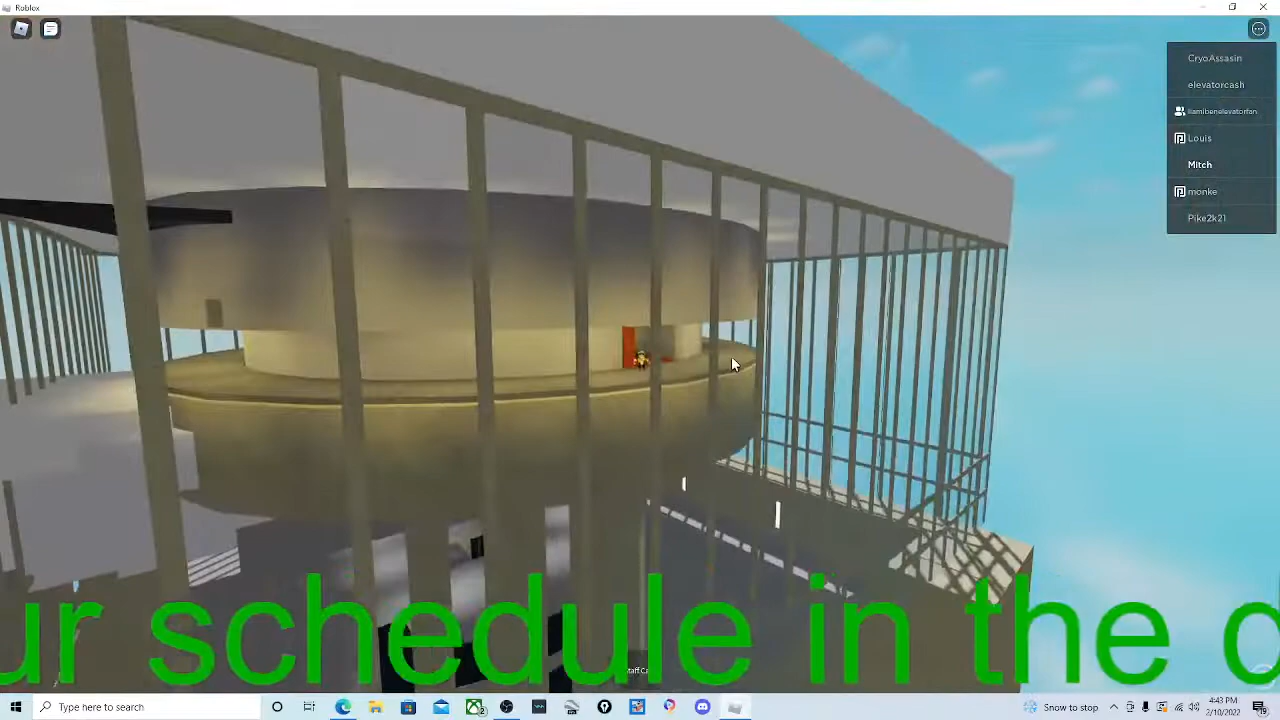 Roblox
CryoAssasin
elevatorcash
liamlbenelevatorfan
Louis
Mitch
monke
Pike2k21
ur schedule in the
Type here to search
Snow to stop
4:43 PM
2/10/2022